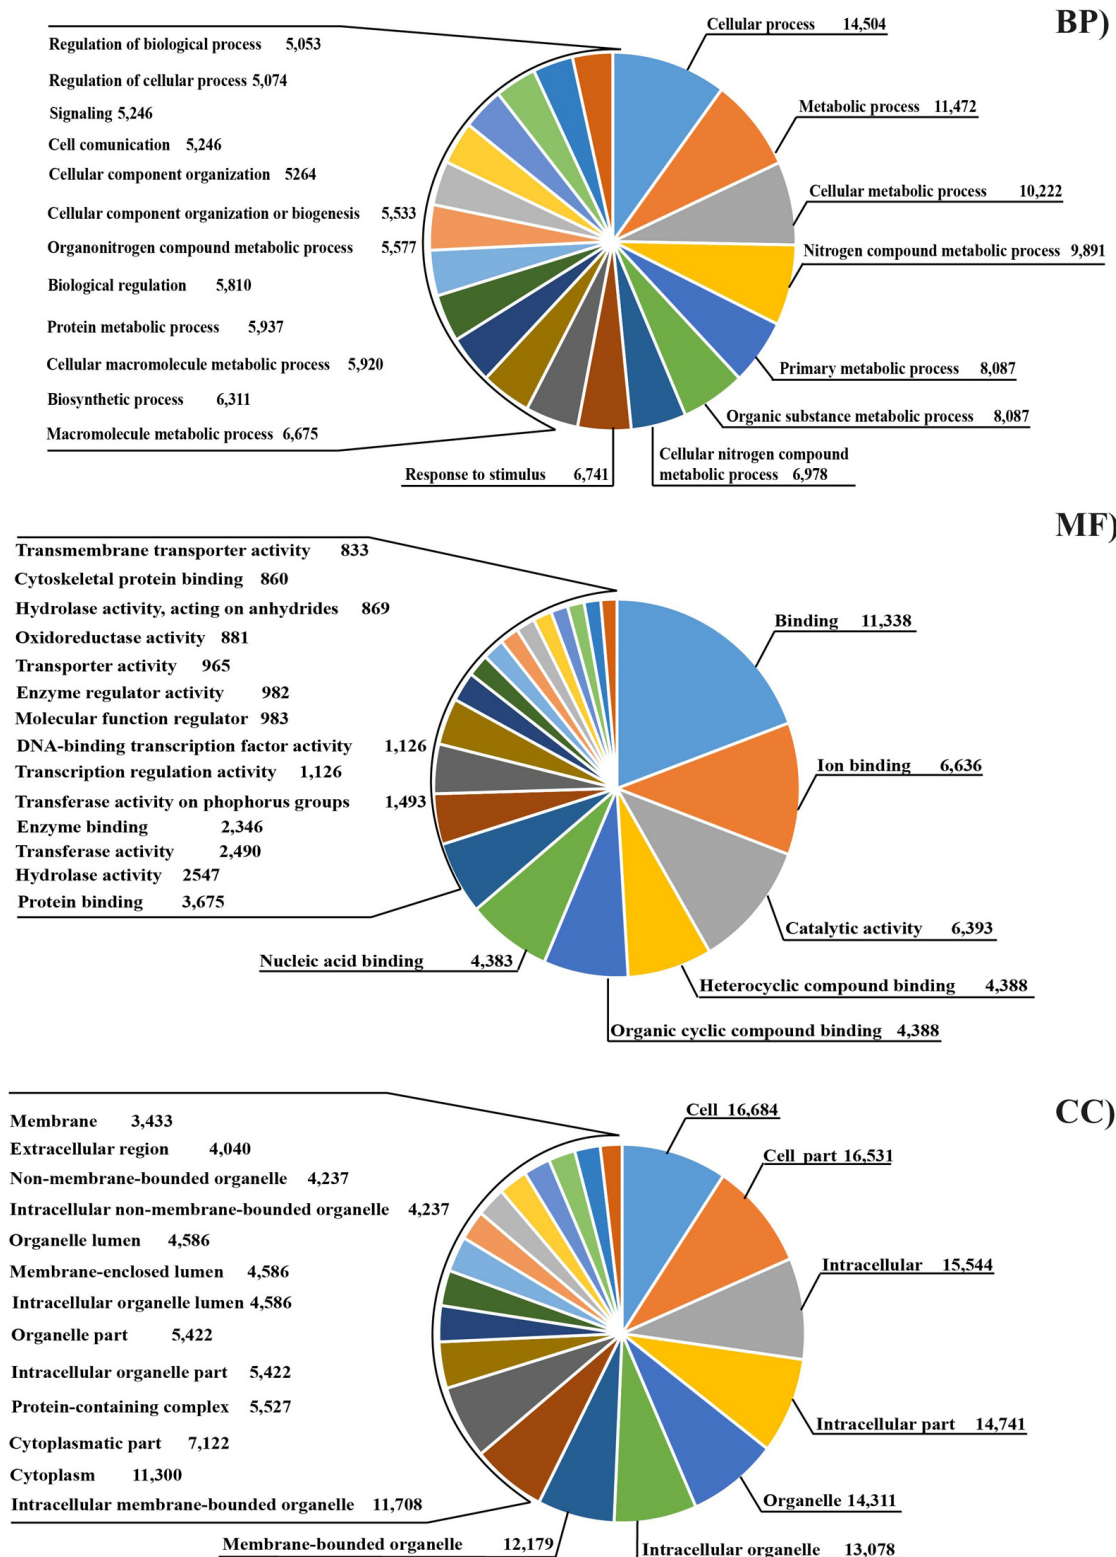 BP)
Cellular process 14,504
Metabolic process 11,472
Cellular metabolic process 10,222
Nitrogen compound metabolic process 9,891
Primary metabolic process 8,087
Organic substance metabolic process 8,087
Cellular nitrogen compound
metabolic process 6,978
Response to stimulus 6,741
Regulation of biological process 5,053
Regulation of cellular process 5,074
Signaling 5,246
Cell comunication 5,246
Cellular component organization 5264
Cellular component organization or biogenesis 5,533
Organonitrogen compound metabolic process 5,577
Biological regulation 5,810
Protein metabolic process 5,937
Cellular macromolecule metabolic process 5,920
Biosynthetic process 6,311
Macromolecule metabolic process 6,675
MF)
Binding 11,338
Ion binding 6,636
Catalytic activity 6,393
Heterocyclic compound binding 4,388
Organic cyclic compound binding 4,388
Nucleic acid binding 4,383
Transmembrane transporter activity 833
Cytoskeletal protein binding 860
Hydrolase activity, acting on anhydrides 869
Oxidoreductase activity 881
Transporter activity 965
Enzyme regulator activity 982
Molecular function regulator 983
DNA-binding transcription factor activity 1,126
Transcription regulation activity 1,126
Transferase activity on phophorus groups 1,493
Enzyme binding 2,346
Transferase activity 2,490
Hydrolase activity 2547
Protein binding 3,675
CC)
Cell 16,684
Cell part 16,531
Intracellular 15,544
Intracellular part 14,741
Organelle 14,311
Intracellular organelle 13,078
Membrane-bounded organelle 12,179
Membrane 3,433
Extracellular region 4,040
Non-membrane-bounded organelle 4,237
Intracellular non-membrane-bounded organelle 4,237
Organelle lumen 4,586
Membrane-enclosed lumen 4,586
Intracellular organelle lumen 4,586
Organelle part 5,422
Intracellular organelle part 5,422
Protein-containing complex 5,527
Cytoplasmatic part 7,122
Cytoplasm 11,300
Intracellular membrane-bounded organelle 11,708